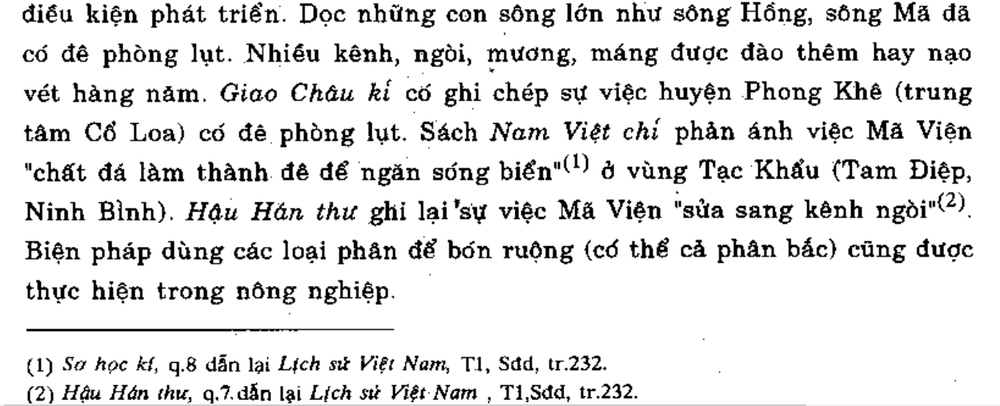 điều kiện phát triển. Dọc những con sông lớn như sông Hồng, sông Mã đã
có đê phòng lụt. Nhiều kênh, ngòi, mương, máng được đào thêm hay nạo
vét hàng năm. Giao Châu kí có ghi chép sự việc huyện Phong Khê (trung
tâm Cổ Loa) có đê phòng lụt. Sách Nam Việt chí phản ánh việc Mã Viện
"chất đá làm thành đê để ngăn sóng biển"(1) ở vùng Tạc Khẩu (Tam Điệp,
Ninh Bình). Hậu Hán thư ghi lại sự việc Mã Viện "sửa sang kênh ngòi"(2).
Biện pháp dùng các loại phân để bón ruộng (có thể cả phân bắc) cũng được
thực hiện trong nông nghiệp.
(1) Sơ học kí, q.8 dẫn lại Lịch sử Việt Nam, T1, Sđd, tr.232.
(2) Hậu Hán thư, q.7. dẫn lại Lịch sử Việt Nam , T1,Sđd, tr.232.